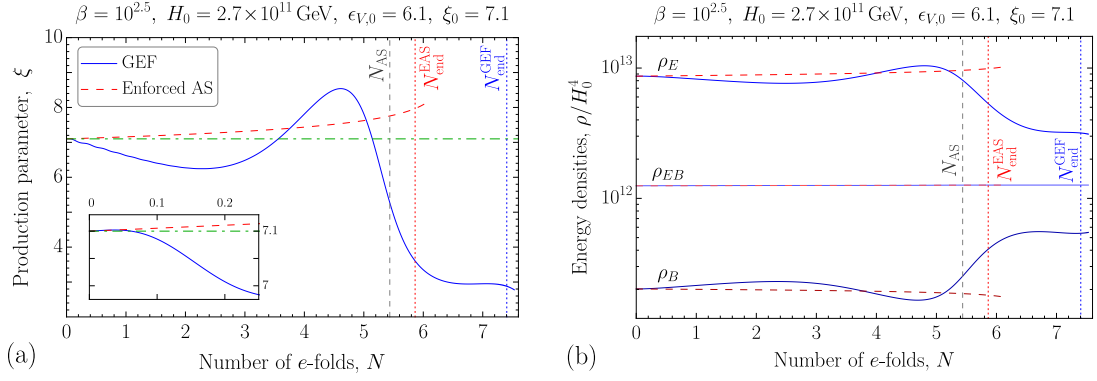 β = 10^2.5, H_0 = 2.7×10^11 GeV, ϵ_V,0 = 6.1, ξ_0 = 7.1
10
8
6
4
Production parameter, ξ
GEF
Enforced AS
N_AS
N_end^EAS
N_end^GEF
0 0.1 0.2
7.1
7
0 1 2 3 4 5 6 7
(a)
Number of e-folds, N
β = 10^2.5, H_0 = 2.7×10^11 GeV, ϵ_V,0 = 6.1, ξ_0 = 7.1
10^13
10^12
Energy densities, ρ/H_0^4
ρ_E
ρ_EB
ρ_B
N_AS
N_end^EAS
N_end^GEF
0 1 2 3 4 5 6 7
(b)
Number of e-folds, N